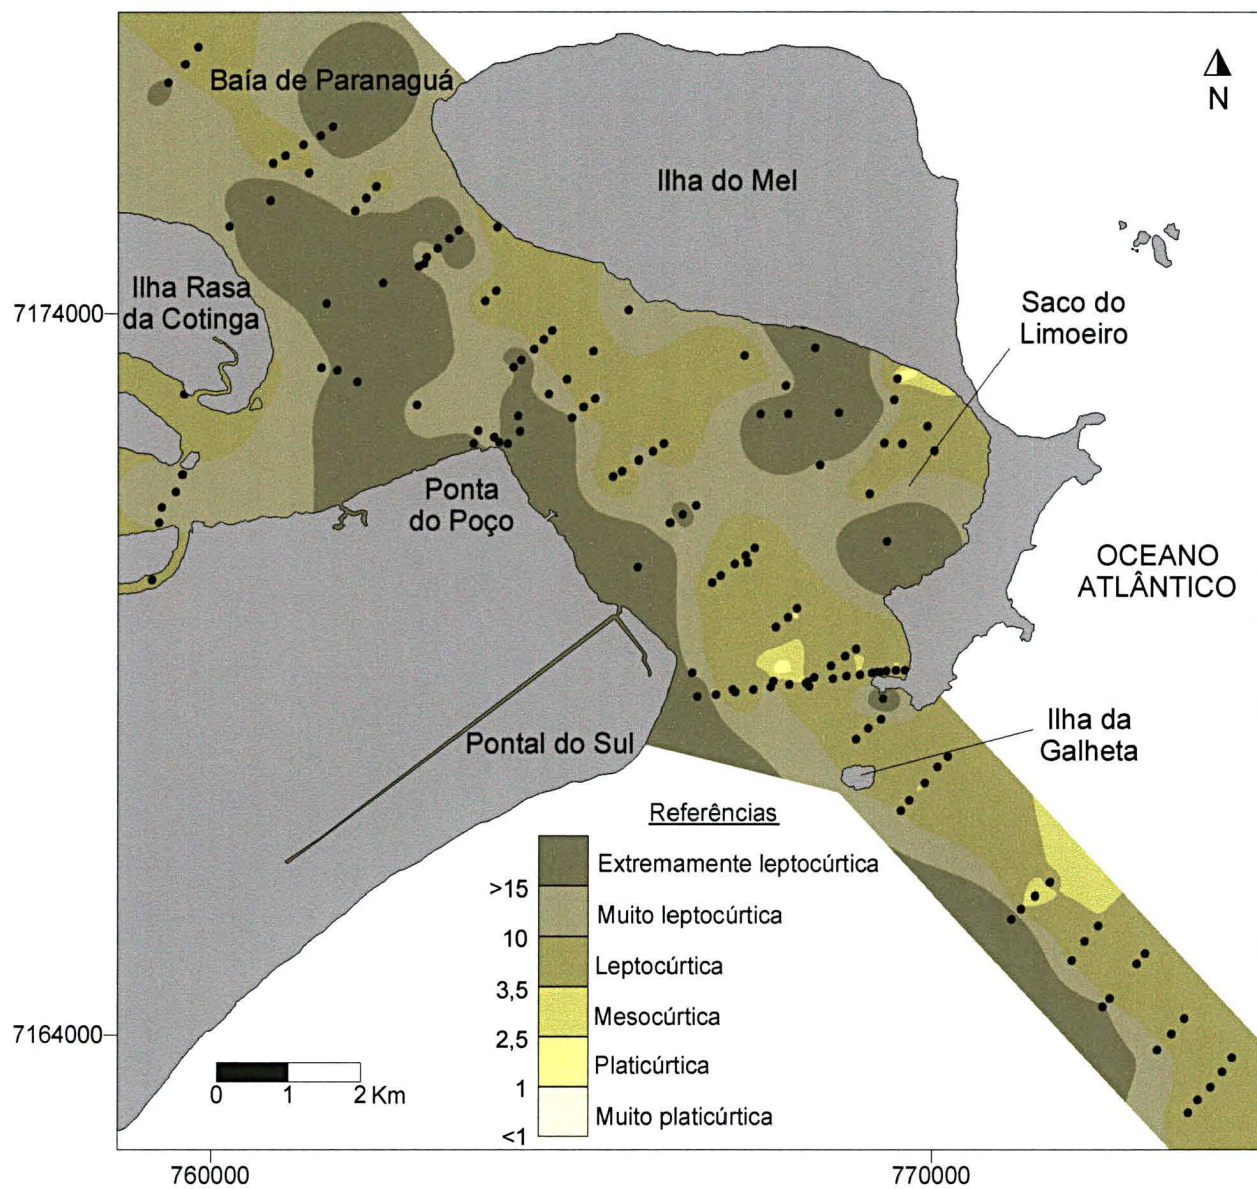 Baía de Paranaguá
N
Ilha do Mel
Ilha Rasa
da Cotinga
7174000
Saco do
Limoeiro
Ponta
do Poço
OCEANO
ATLÂNTICO
Pontal do Sul
Ilha da
Galheta
Referências
Extremamente leptocúrtica
>15
Muito leptocúrtica
10
Leptocúrtica
3,5
Mesocúrtica
2,5
Platicúrtica
1
Muito platicúrtica
<1
7164000
0 1 2 Km
760000
770000